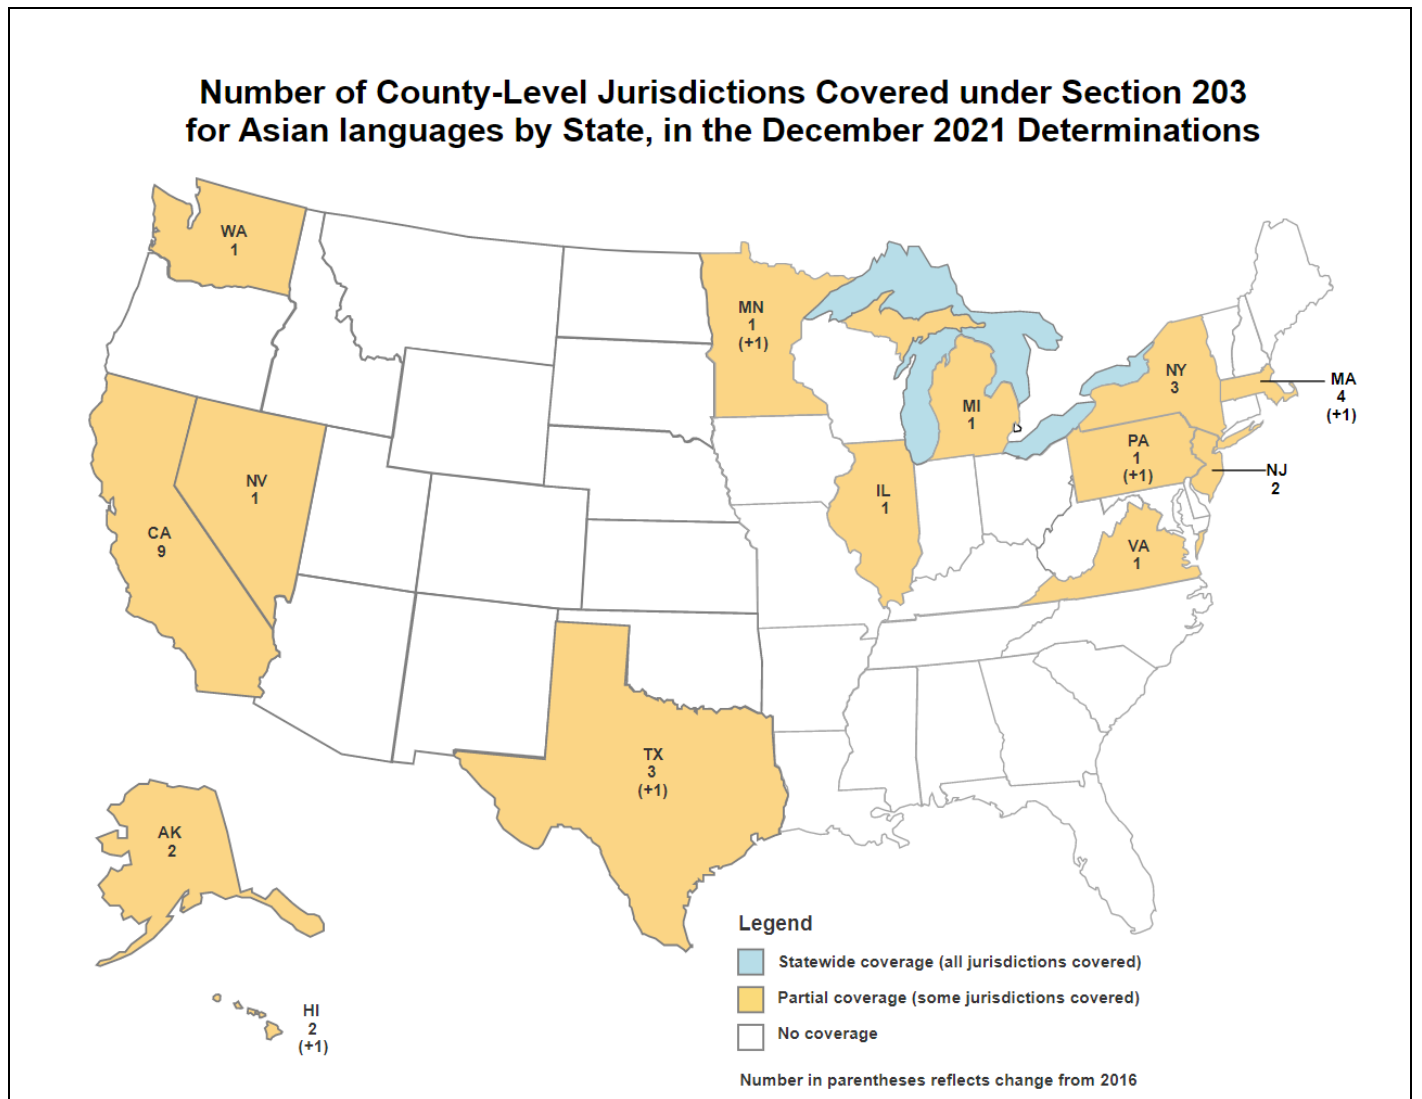 Number of County-Level Jurisdictions Covered under Section 203
for Asian languages by State, in the December 2021 Determinations
WA
1
MN
1
(+1)
NY
3
MA
4
(+1)
MI
1
PA
1
(+1)
NJ
2
NV
1
IL
1
CA
9
VA
1
TX
3
(+1)
AK
2
HI
2
(+1)
Legend
Statewide coverage (all jurisdictions covered)
Partial coverage (some jurisdictions covered)
No coverage
Number in parentheses reflects change from 2016